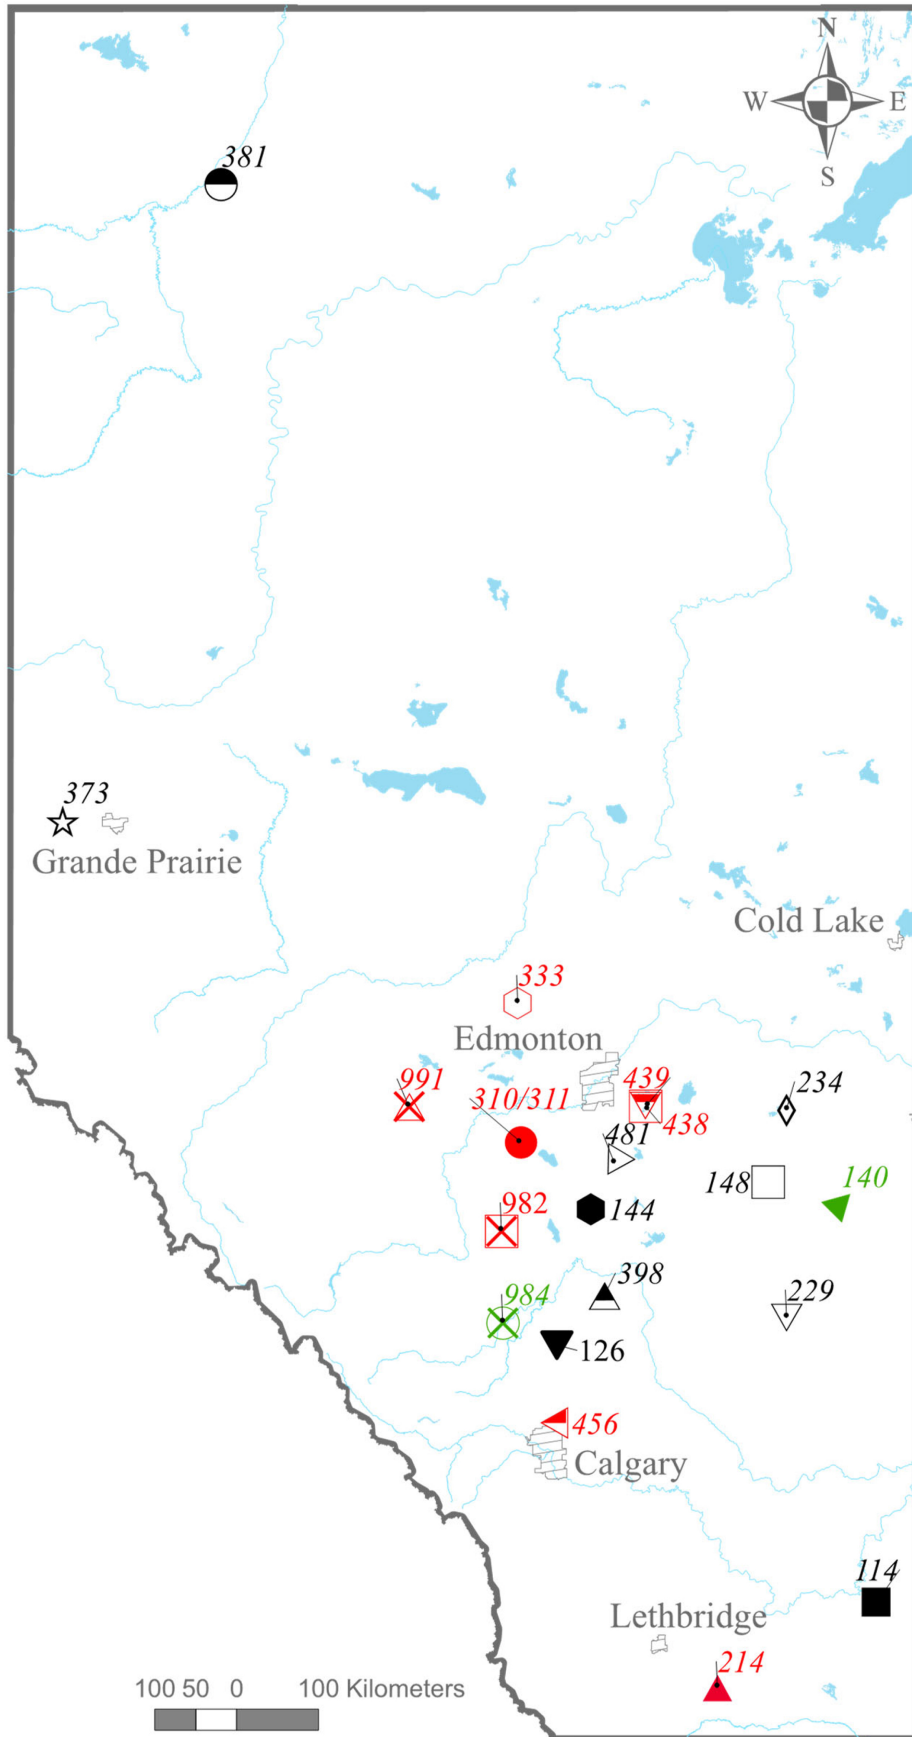 N
W E
S
381
373
Grande Prairie
Cold Lake
333
Edmonton
991
310/311
439
438
234
481
148
140
982
144
398
984
229
126
456
Calgary
114
Lethbridge
214
100 50 0 100 Kilometers